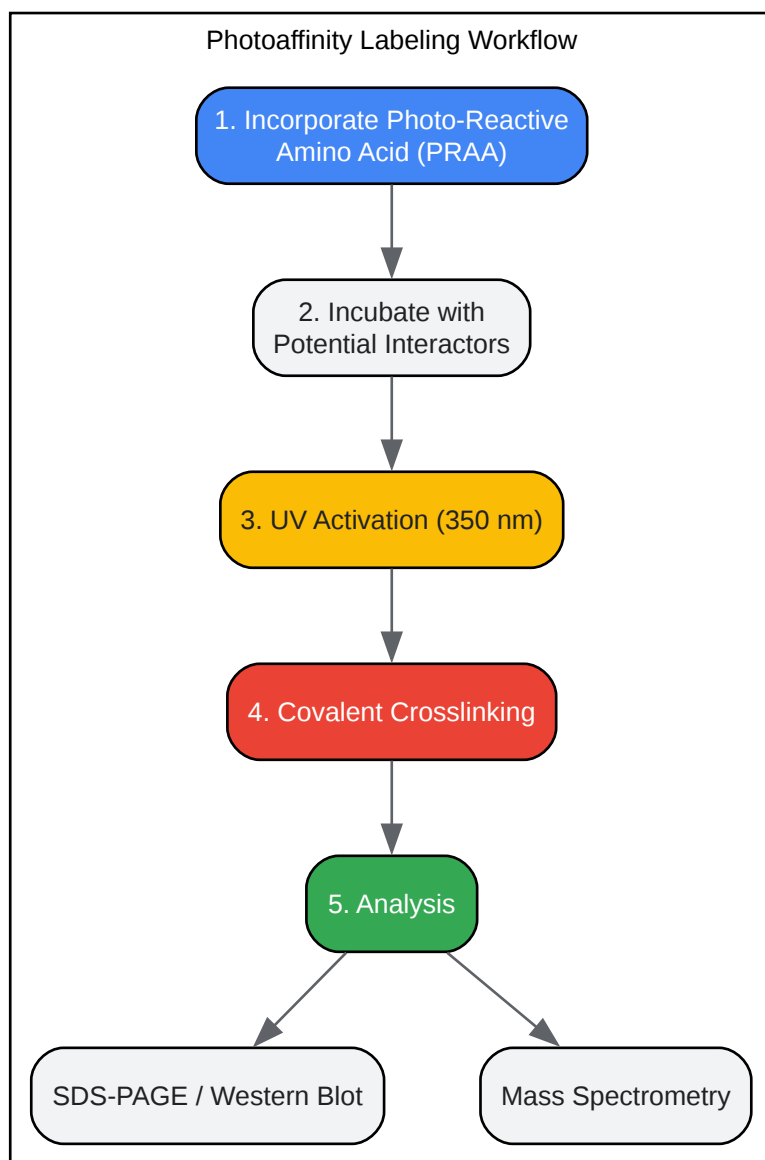 Photoaffinity Labeling Workflow
1. Incorporate Photo-Reactive
Amino Acid (PRAA)
2. Incubate with
Potential Interactors
3. UV Activation (350 nm)
4. Covalent Crosslinking
5. Analysis
SDS-PAGE / Western Blot
Mass Spectrometry